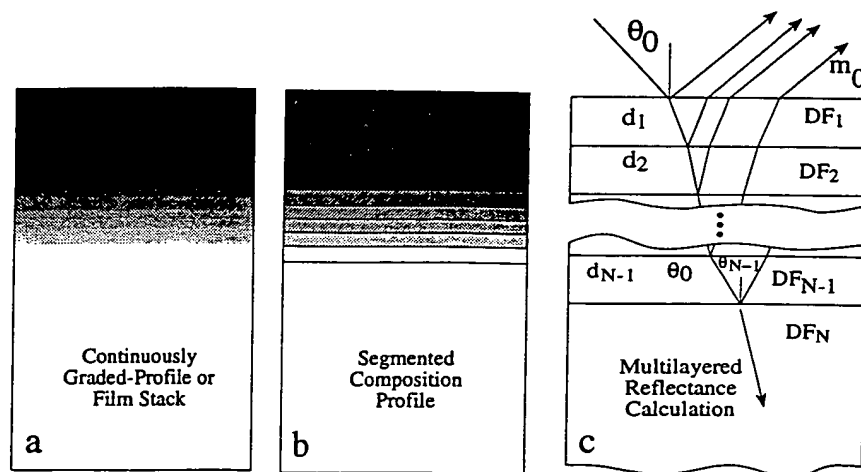 Continuously
Graded-Profile or
Film Stack
a
Segmented
Composition
Profile
b
θ0
m0
d1
DF1
d2
DF2
dN-1
θ0
θN-1
DFN-1
DFN
Multilayered
Reflectance
Calculation
c